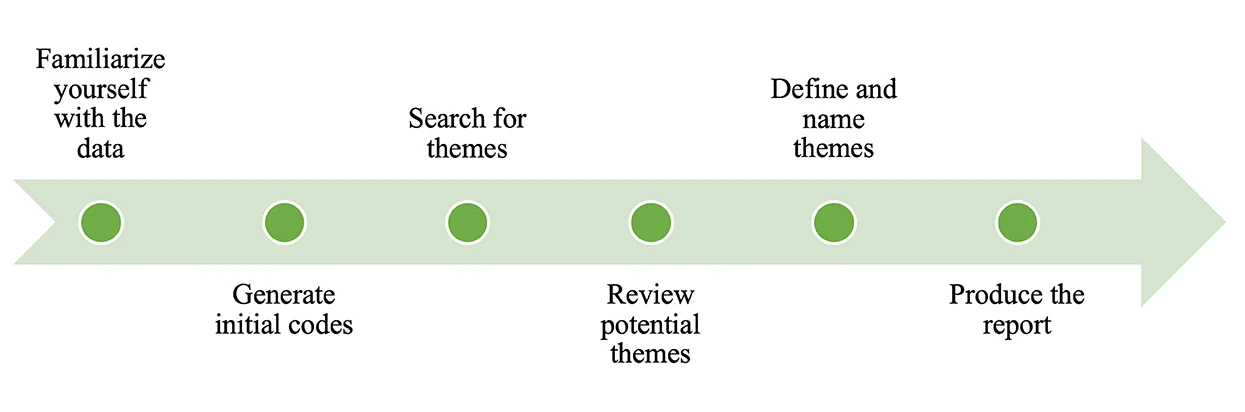 Familiarize
yourself
with the
data
Generate
initial codes
Search for
themes
Review
potential
themes
Define and
name
themes
Produce the
report